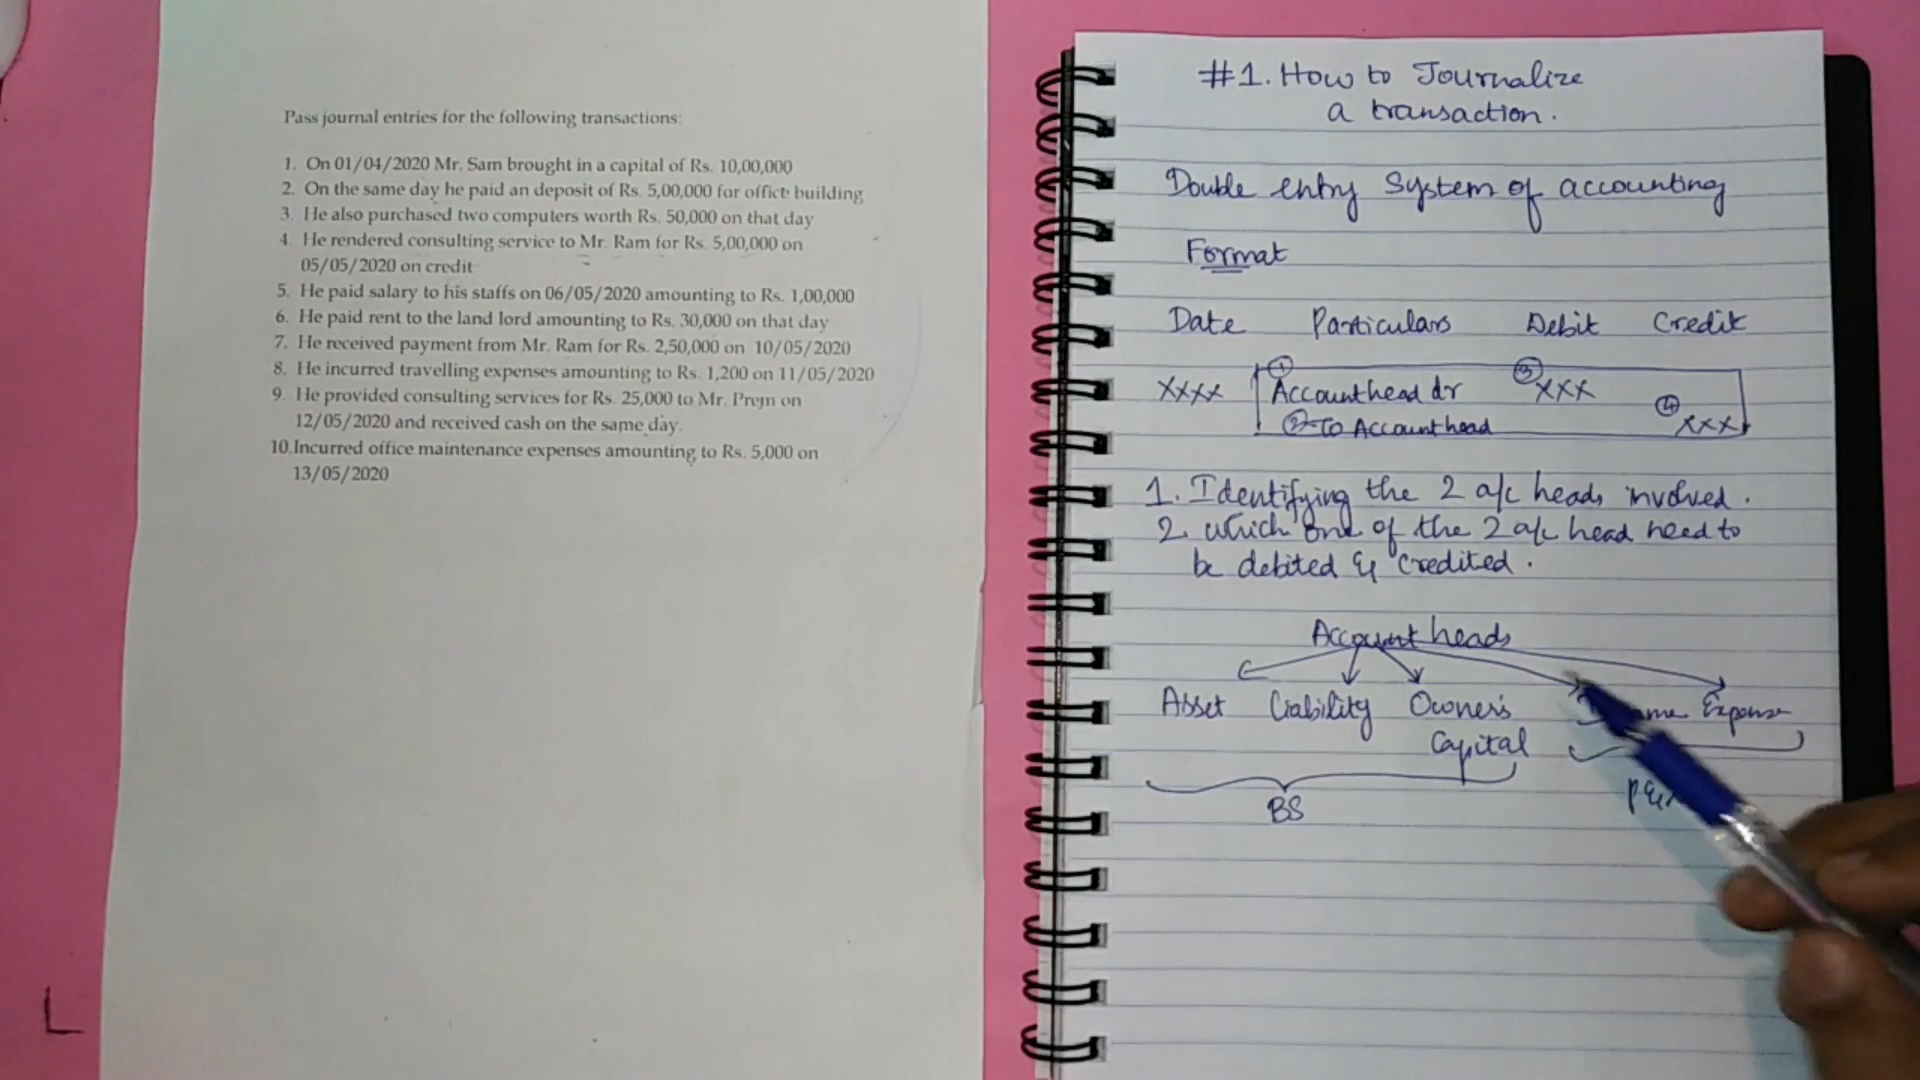 Pass journal entries for the following transactions:
1. On 01/04/2020 Mr. Sam brought in a capital of Rs. 10,00,000
2. On the same day he paid an deposit of Rs. 5,00,000 for office building
3. He also purchased two computers worth Rs. 50,000 on that day
4. He rendered consulting service to Mr. Ram for Rs. 5,00,000 on
05/05/2020 on credit
5. He paid salary to his staffs on 06/05/2020 amounting to Rs. 1,00,000
6. He paid rent to the land lord amounting to Rs. 30,000 on that day
7. He received payment from Mr. Ram for Rs. 2,50,000 on 10/05/2020
8. He incurred travelling expenses amounting to Rs. 1,200 on 11/05/2020
9. He provided consulting services for Rs. 25,000 to Mr. Prem on
12/05/2020 and received cash on the same day.
10. Incurred office maintenance expenses amounting to Rs. 5,000 on
13/05/2020
#1. How to Journalize
a transaction.
Double entry System of accounting
Format
Date Particulars Debit Credit
XXXX ① Account head dr ③ XXX
② To Account head ④ XXX
1. Identifying the 2 a/c heads involved.
2. which one of the 2 a/c head need to
be debited & credited.
Account heads
Asset Liability Owner's Expense
Capital
BS